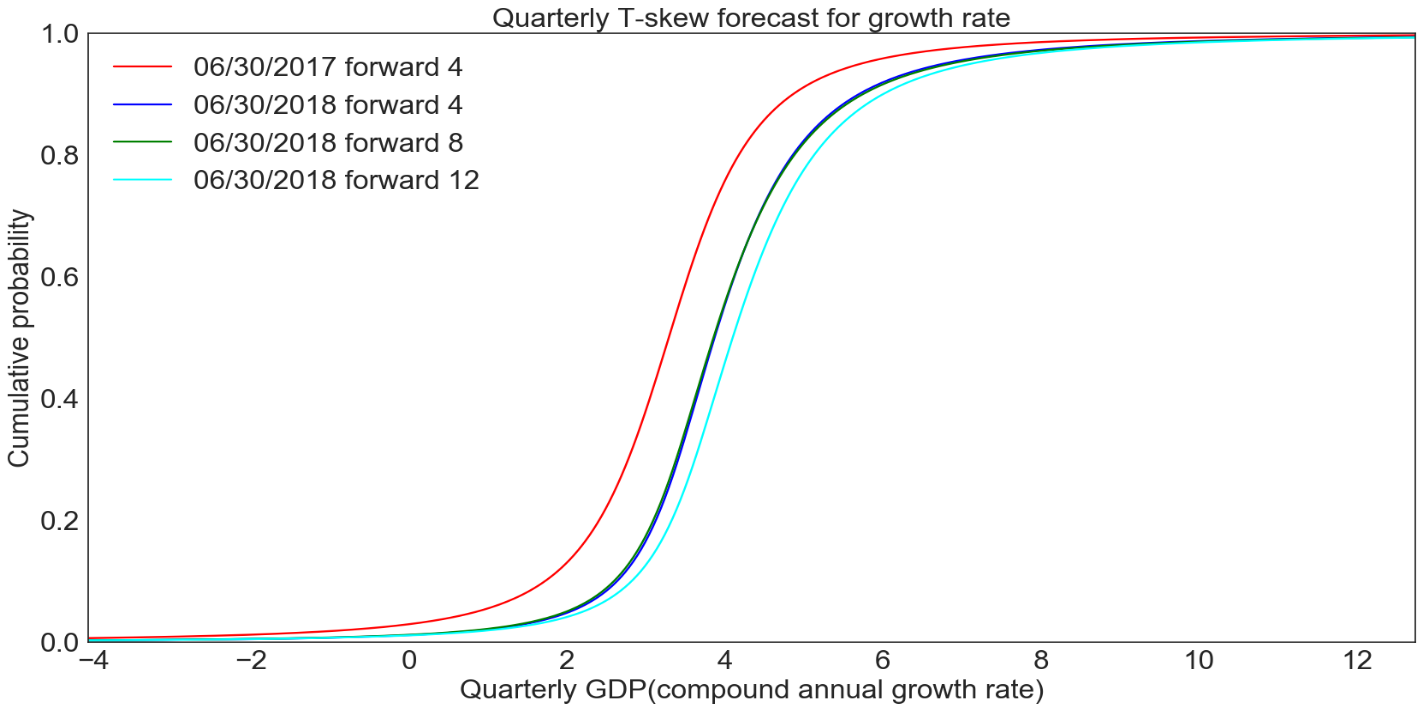 Quarterly T-skew forecast for growth rate
1.0
0.8
0.6
0.4
0.2
0.0
Cumulative probability
06/30/2017 forward 4
06/30/2018 forward 4
06/30/2018 forward 8
06/30/2018 forward 12
−4 −2 0 2 4 6 8 10 12
Quarterly GDP(compound annual growth rate)